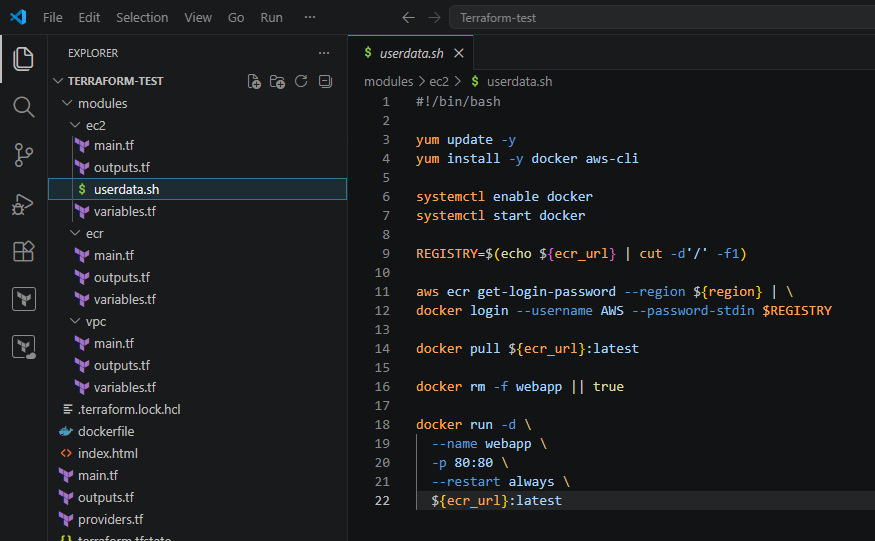 File Edit Selection View Go Run ··· ← → Terraform-test
EXPLORER ···
TERRAFORM-TEST
modules
ec2
main.tf
outputs.tf
$ userdata.sh
variables.tf
ecr
main.tf
outputs.tf
variables.tf
vpc
main.tf
outputs.tf
variables.tf
.terraform.lock.hcl
dockerfile
<> index.html
main.tf
outputs.tf
providers.tf
{} terraform.tfstate
$ userdata.sh ×
modules > ec2 > $ userdata.sh
1 #!/bin/bash
2
3 yum update -y
4 yum install -y docker aws-cli
5
6 systemctl enable docker
7 systemctl start docker
8
9 REGISTRY=$(echo ${ecr_url} | cut -d'/' -f1)
10
11 aws ecr get-login-password --region ${region} | \
12 docker login --username AWS --password-stdin $REGISTRY
13
14 docker pull ${ecr_url}:latest
15
16 docker rm -f webapp || true
17
18 docker run -d \
19 --name webapp \
20 -p 80:80 \
21 --restart always \
22 ${ecr_url}:latest